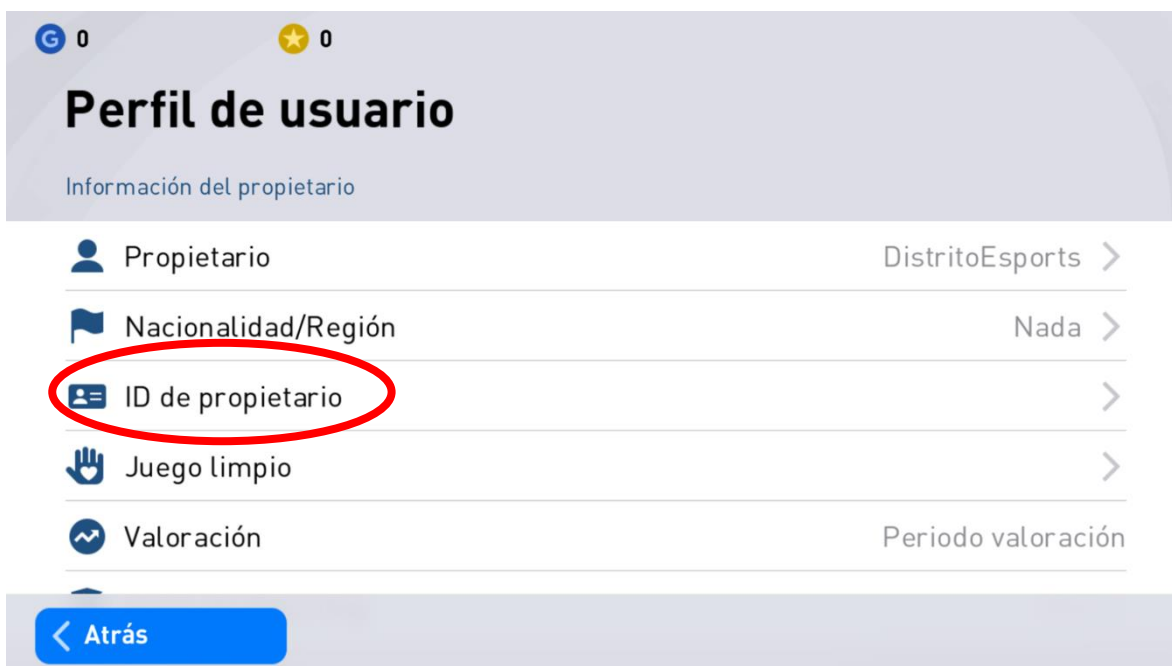 G 0 0
Perfil de usuario
Información del propietario
Propietario DistritoEsports
Nacionalidad/Región Nada
ID de propietario
Juego limpio
Valoración Periodo valoración
Atrás